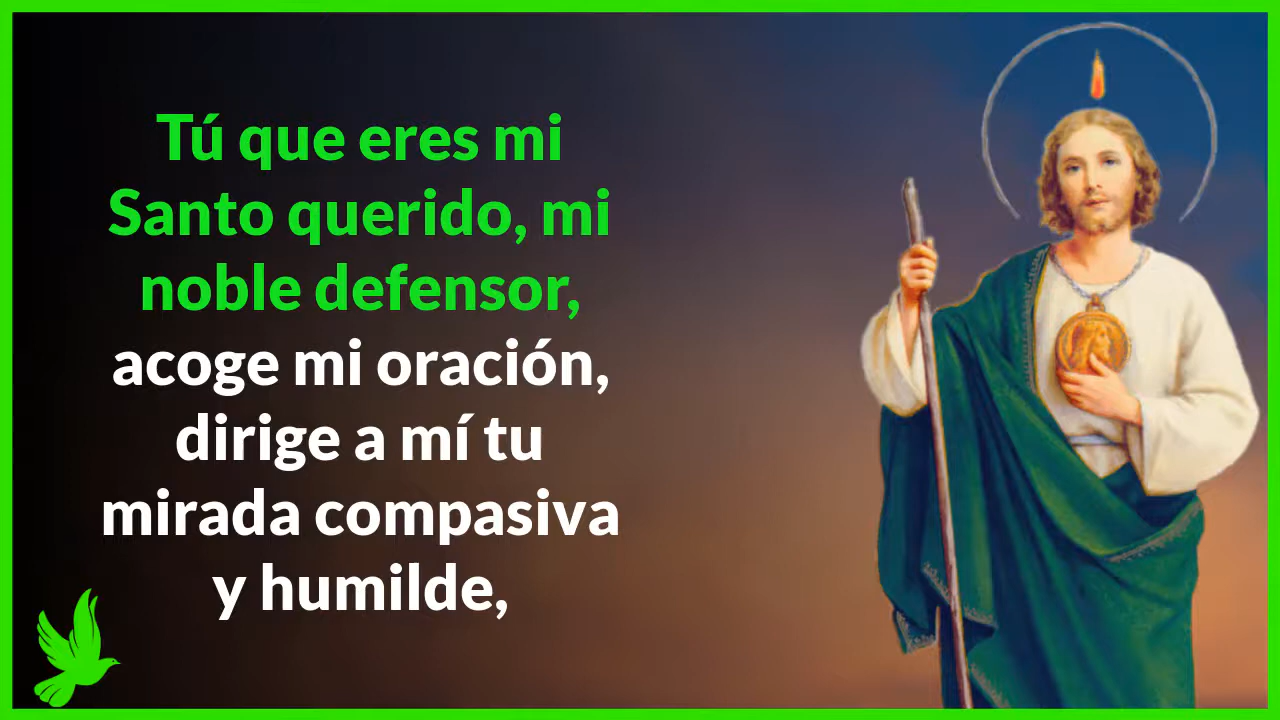 Tú que eres mi
Santo querido, mi
noble defensor,
acoge mi oración,
dirige a mí tu
mirada compasiva
y humilde,